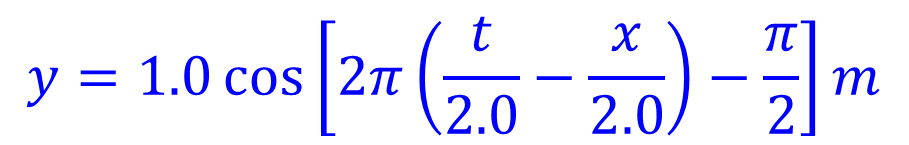 y = 1.0 cos [2π (t/2.0 − x/2.0) − π/2] m